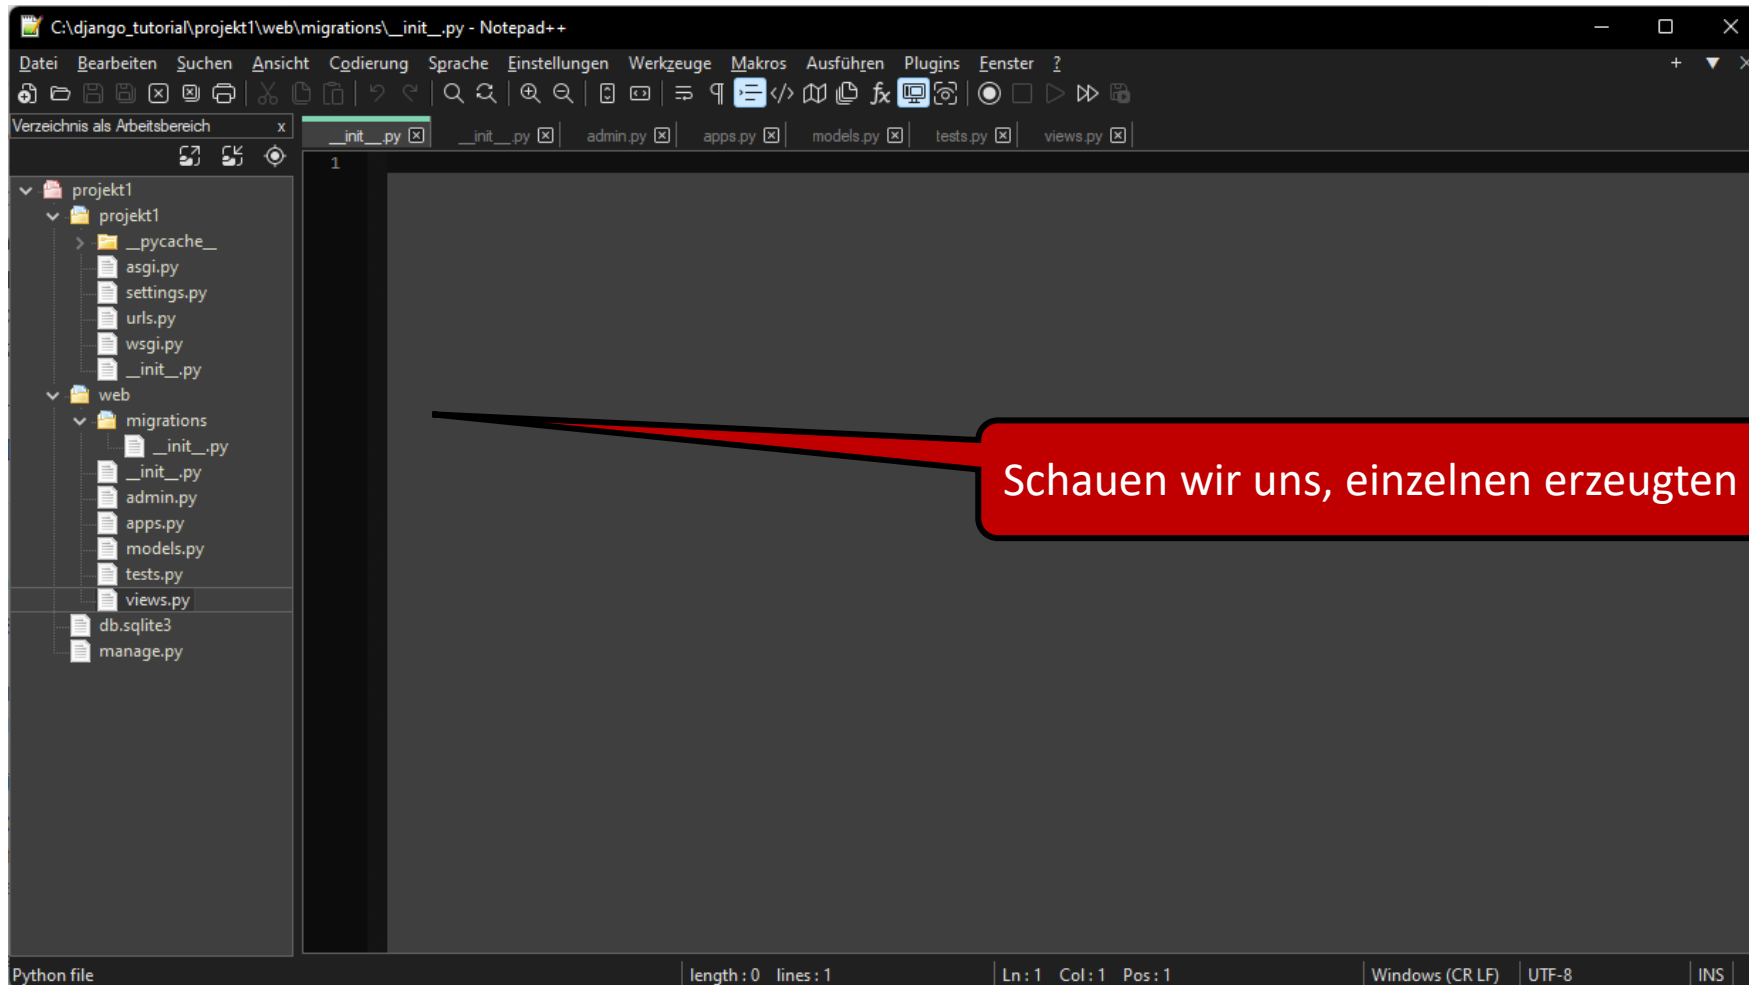 C:\django_tutorial\projekt1\web\migrations\__init__.py - Notepad++
Datei Bearbeiten Suchen Ansicht Codierung Sprache Einstellungen Werkzeuge Makros Ausführen Plugins Fenster ?
Verzeichnis als Arbeitsbereich x
__init__.py __init__.py admin.py apps.py models.py tests.py views.py
1
projekt1
projekt1
__pycache__
asgi.py
settings.py
urls.py
wsgi.py
__init__.py
web
migrations
__init__.py
__init__.py
admin.py
apps.py
models.py
tests.py
views.py
db.sqlite3
manage.py
Schauen wir uns, einzelnen erzeugten
Python file length : 0 lines : 1 Ln : 1 Col : 1 Pos : 1 Windows (CR LF) UTF-8 INS